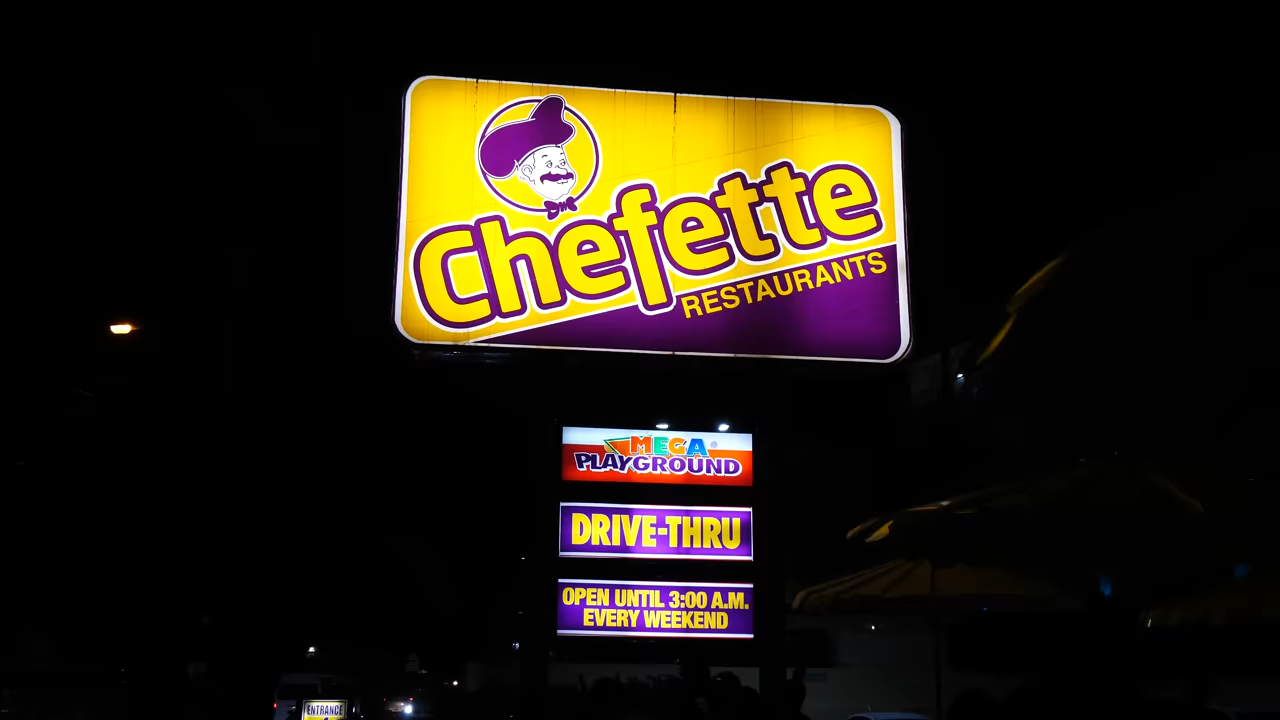 Chefette
RESTAURANTS
MEGA
PLAYGROUND
DRIVE-THRU
OPEN UNTIL 3:00 A.M.
EVERY WEEKEND
ENTRANCE